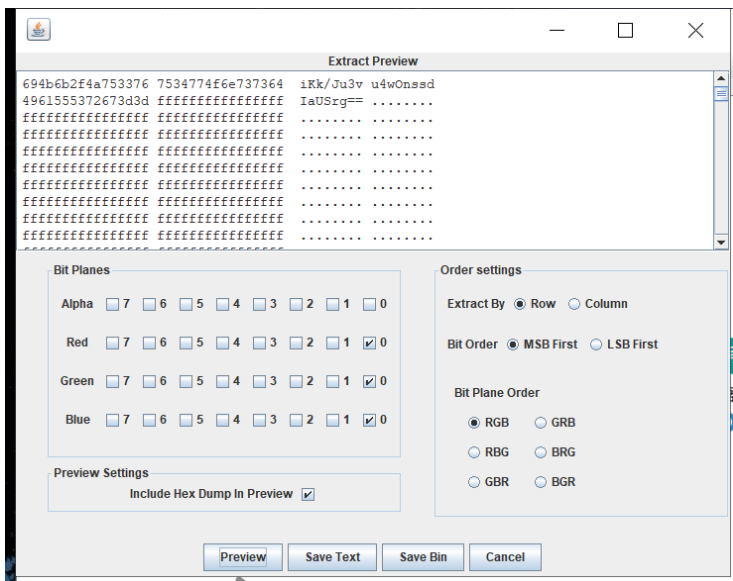 Extract Preview
694b6b2f4a753376 7534774f6e737364 iKk/Ju3v u4wOnssd
4961555372673d3d ffffffffffffffff IaUSrg== ........
ffffffffffffffff ffffffffffffffff ........ ........
ffffffffffffffff ffffffffffffffff ........ ........
ffffffffffffffff ffffffffffffffff ........ ........
ffffffffffffffff ffffffffffffffff ........ ........
ffffffffffffffff ffffffffffffffff ........ ........
ffffffffffffffff ffffffffffffffff ........ ........
ffffffffffffffff ffffffffffffffff ........ ........
ffffffffffffffff ffffffffffffffff ........ ........
Bit Planes
Alpha 7 6 5 4 3 2 1 0
Red 7 6 5 4 3 2 1 0
Green 7 6 5 4 3 2 1 0
Blue 7 6 5 4 3 2 1 0
Preview Settings
Include Hex Dump In Preview
Order settings
Extract By Row Column
Bit Order MSB First LSB First
Bit Plane Order
RGB GRB
RBG BRG
GBR BGR
Preview Save Text Save Bin Cancel